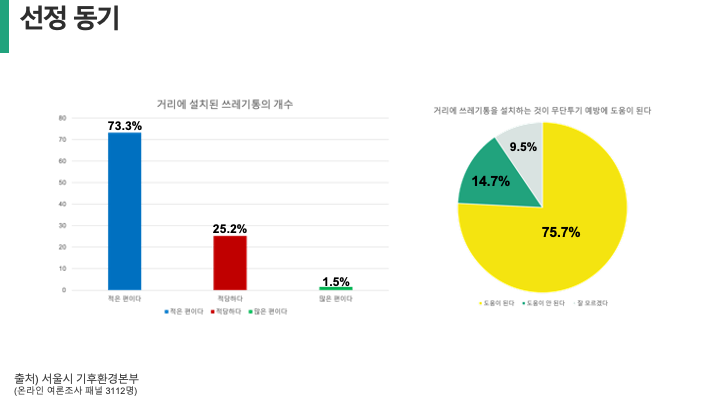 선정 동기
거리에 설치된 쓰레기통의 개수
80
70
60
50
40
30
20
10
0
73.3%
25.2%
1.5%
적은 편이다
적당하다
많은 편이다
적은 편이다 적당하다 많은 편이다
거리에 쓰레기통을 설치하는 것이 무단투기 예방에 도움이 된다
9.5%
14.7%
75.7%
도움이 된다 도움이 안 된다 잘 모르겠다
출처) 서울시 기후환경본부
(온라인 여론조사 패널 3112명)